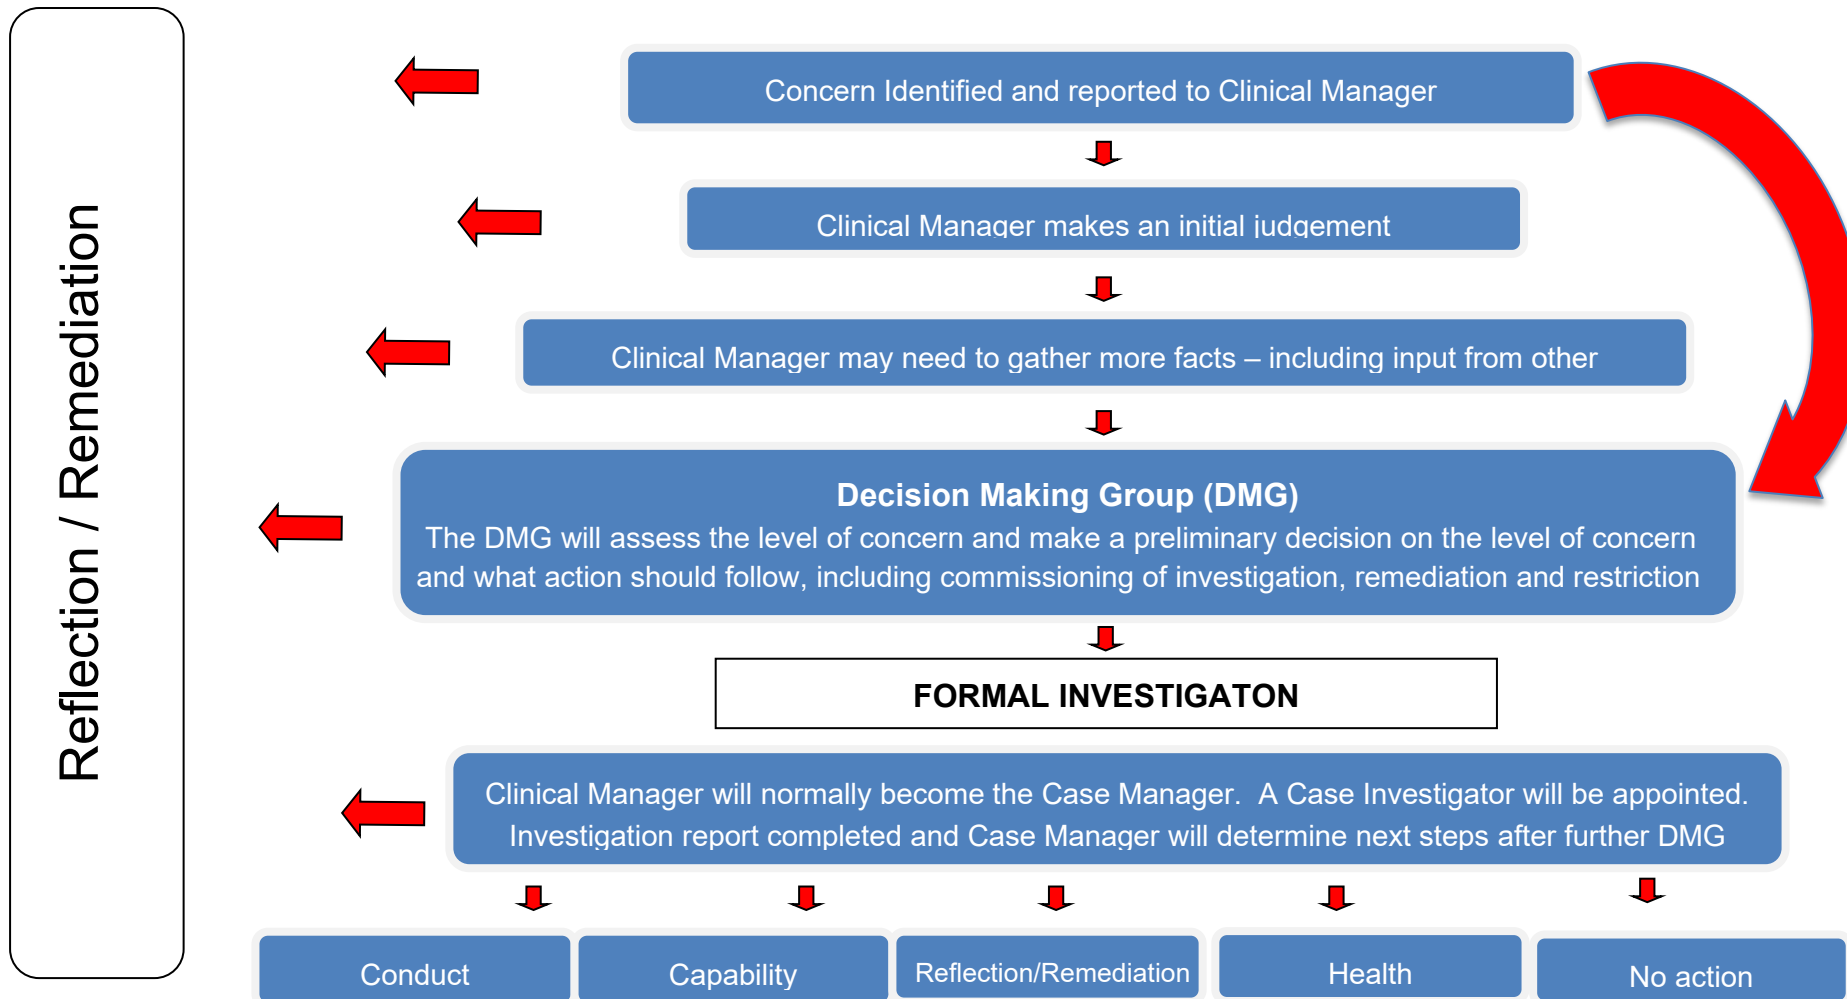 Reflection / Remediation
Concern Identified and reported to Clinical Manager
Clinical Manager makes an initial judgement
Clinical Manager may need to gather more facts – including input from other
Decision Making Group (DMG)
The DMG will assess the level of concern and make a preliminary decision on the level of concern
and what action should follow, including commissioning of investigation, remediation and restriction
FORMAL INVESTIGATON
Clinical Manager will normally become the Case Manager.  A Case Investigator will be appointed.
Investigation report completed and Case Manager will determine next steps after further DMG
Conduct
Capability
Reflection/Remediation
Health
No action